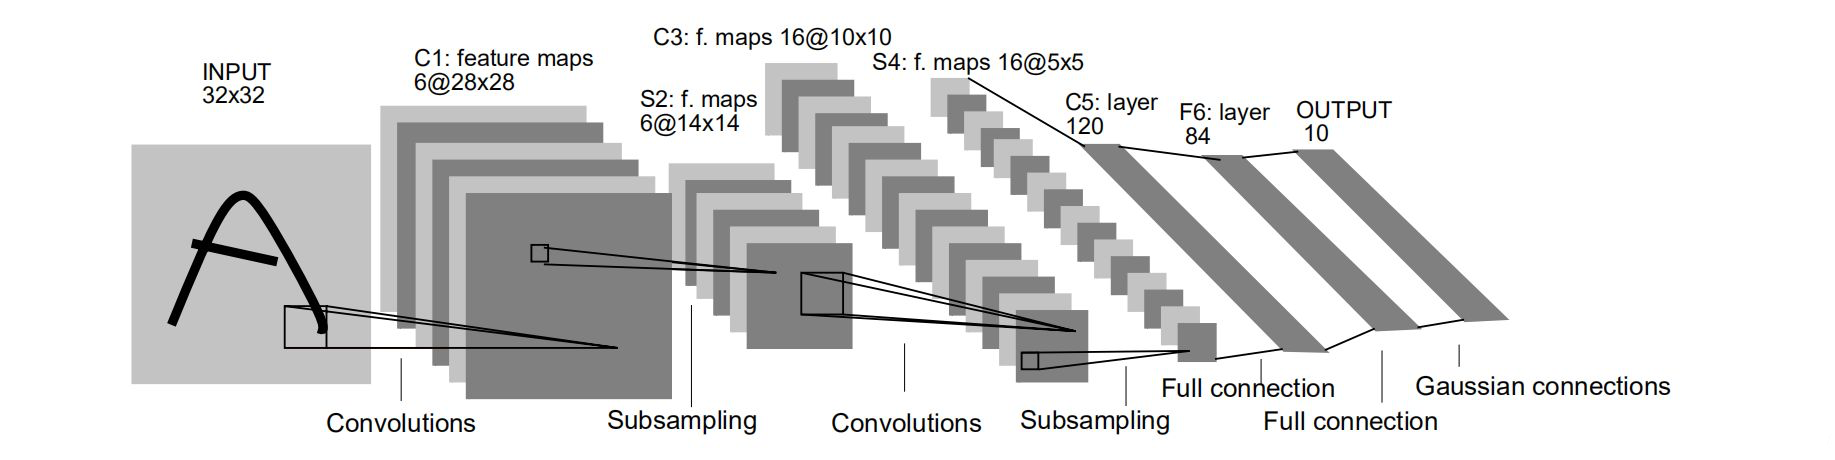 INPUT
32x32
C1: feature maps
6@28x28
S2: f. maps
6@14x14
C3: f. maps 16@10x10
S4: f. maps 16@5x5
C5: layer
120
F6: layer
84
OUTPUT
10
Convolutions
Subsampling
Convolutions
Subsampling
Full connection
Full connection
Gaussian connections